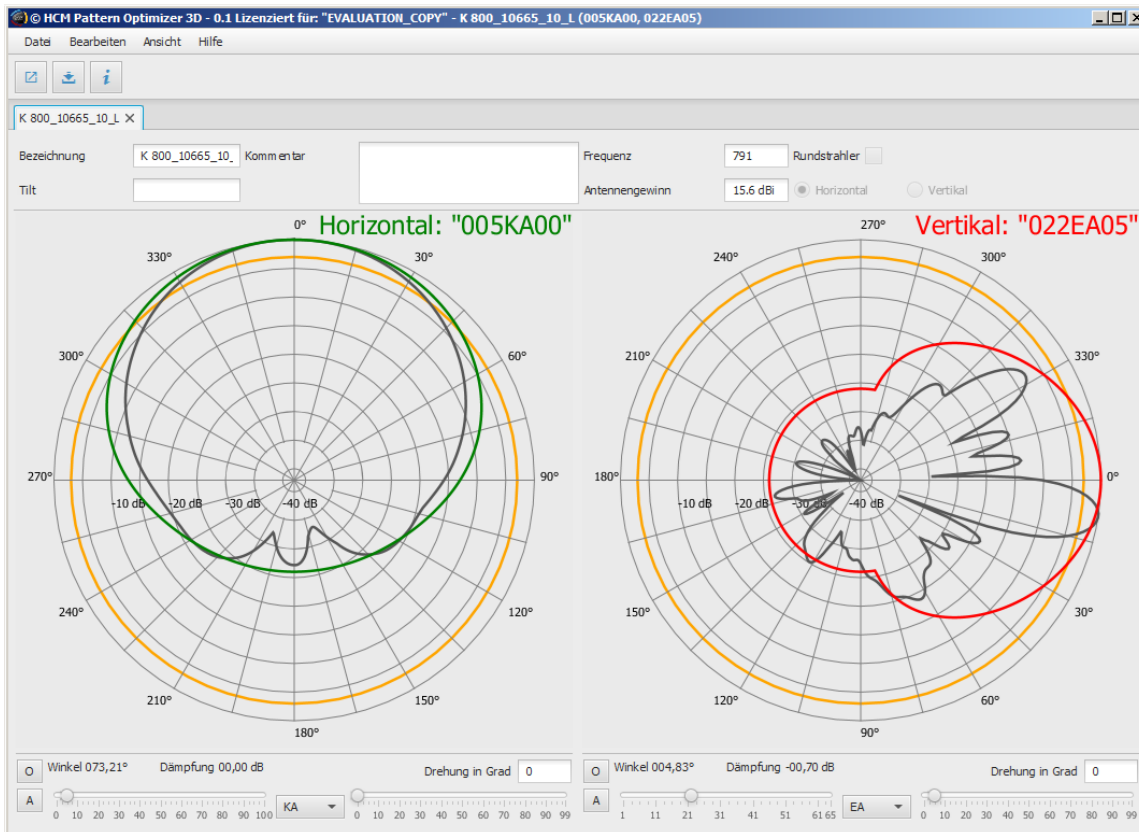 © HCM Pattern Optimizer 3D - 0.1 Lizenziert für: "EVALUATION_COPY" - K 800_10665_10_L (005KA00, 022EA05)
Datei Bearbeiten Ansicht Hilfe
K 800_10665_10_L
Bezeichnung K 800_10665_10_ Kommentar Frequenz 791 Rundstrahler
Tilt Antennengewinn 15.6 dBi Horizontal Vertikal
Horizontal: "005KA00"
0°
330° 30°
300° 60°
270° -10 dB -20 dB -30 dB -40 dB 90°
240° 120°
210° 150°
180°
Vertikal: "022EA05"
270°
240° 300°
210° 330°
180° -10 dB -20 dB -30 dB -40 dB 0°
150° 30°
120° 60°
90°
O Winkel 073,21° Dämpfung 00,00 dB Drehung in Grad 0
A 0 10 20 30 40 50 60 70 80 90 100 KA 0 10 20 30 40 50 60 70 80 90 99
O Winkel 004,83° Dämpfung -00,70 dB Drehung in Grad 0
A 1 11 21 31 41 51 61 65 EA 0 10 20 30 40 50 60 70 80 90 99